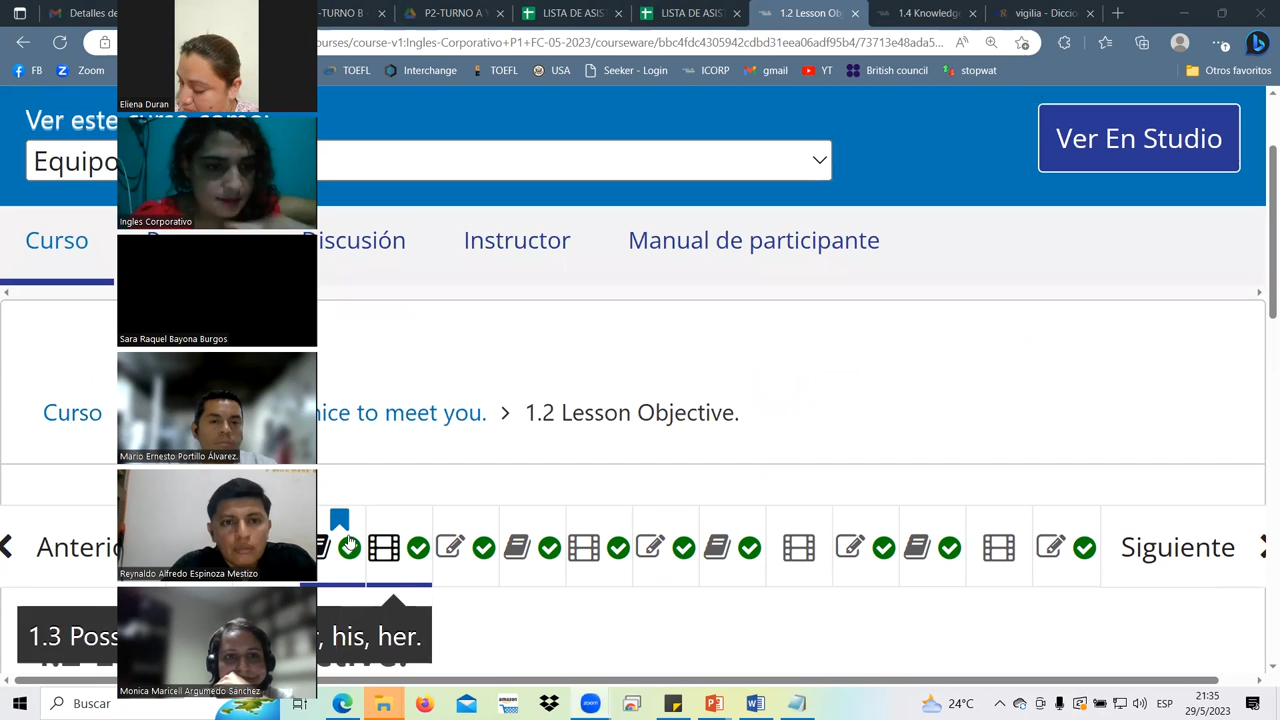 P2-TURNO A
P2-TURNO A
LISTA DE ASIS
LISTA DE ASIS
1.2 Lesson Ob
1.4 Knowledge
vigilia - Dicci
ourses/course-v1:Ingles-Corporativo+P1+FC-05-2023/courseware/bbc4fdc4305942cdbd31eea06adf95b4/73713e48ada5...
FB
Zoom
TOEFL
Interchange
TOEFL
USA
Seeker - Login
ICORP
gmail
YT
British council
stopwat
Otros favoritos
Eliena Duran
Ver este curso como:
Equipo
Ver En Studio
Ingles Corporativo
Curso
Discusión
Instructor
Manual de participante
Sara Raquel Bayona Burgos
Curso
nice to meet you.
1.2 Lesson Objective.
Mario Ernesto Portillo Álvarez.
Anterio
Siguiente
Reynaldo Alfredo Espinoza Mestizo
1.3 Poss
, his, her.
Monica Maricell Argumedo Sánchez
Buscar
24°C
ESP
21:35
29/5/2023